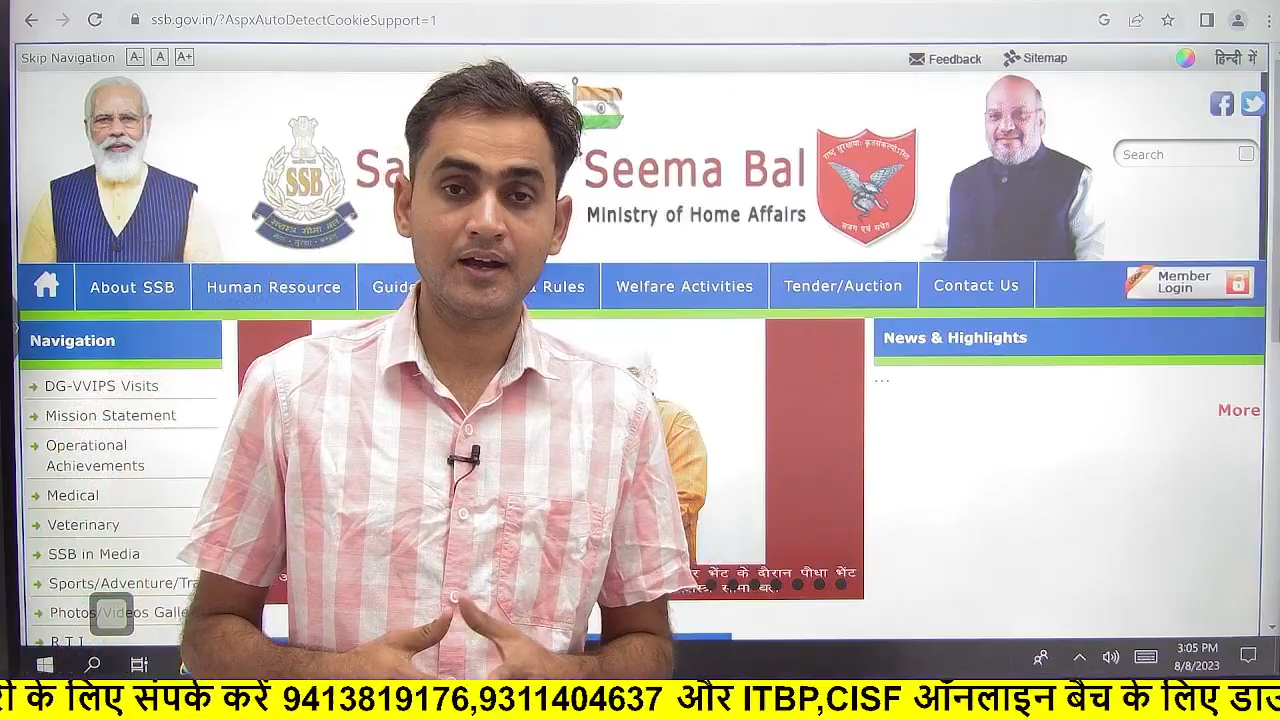 ssb.gov.in/?AspxAutoDetectCookieSupport=1
Skip Navigation A- A A+ Feedback Sitemap हिन्दी में
SSB
Seema Bal
Ministry of Home Affairs
Search
About SSB Human Resource Rules Welfare Activities Tender/Auction Contact Us Member Login
Navigation
News & Highlights
DG-VVIPS Visits
...
Mission Statement
More
Operational
Achievements
Medical
Veterinary
SSB in Media
Sports/Adventure/Tra
भेंट के दौरान पौधा भेंट
Photos/Videos Galle
R T I
3:05 PM
8/8/2023
के लिए संपर्क करें 9413819176,9311404637 और ITBP,CISF ऑनलाइन बैच के लिए